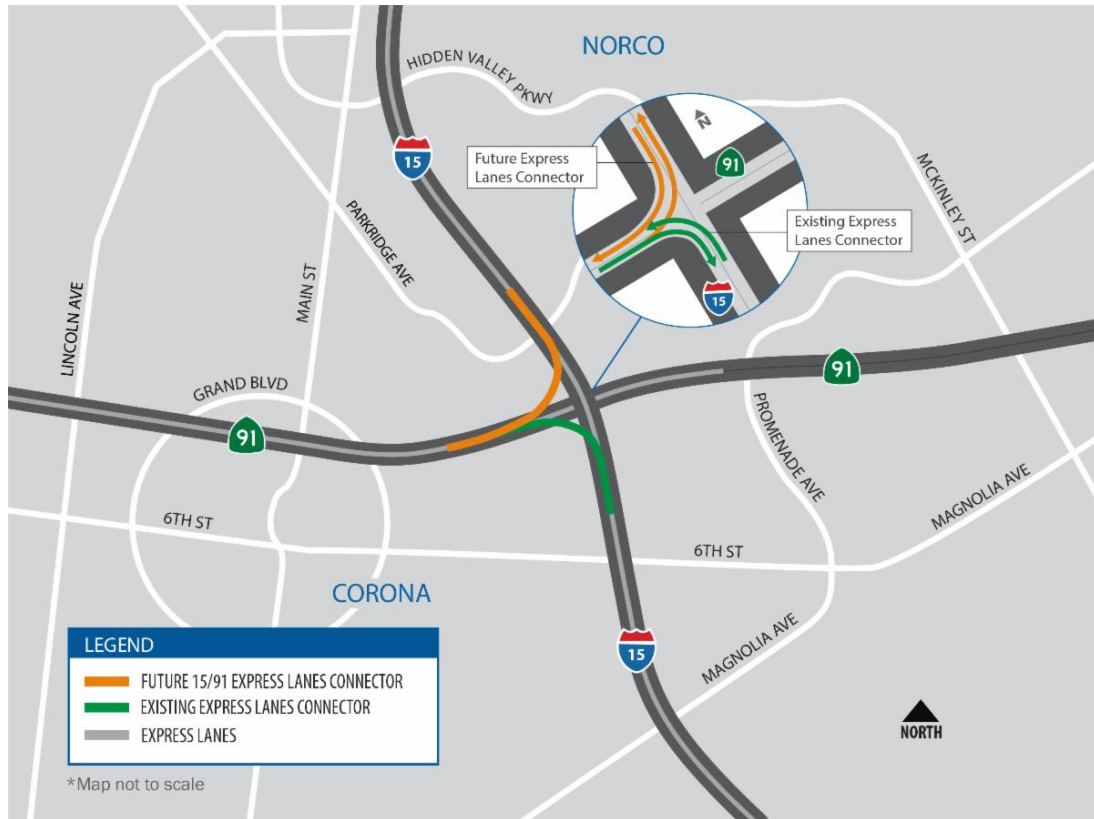 NORCO
HIDDEN VALLEY PKWY
N
15
Future Express
Lanes Connector
91
MCKINLEY ST
PARKRIDGE AVE
Existing Express
Lanes Connector
15
LINCOLN AVE
MAIN ST
GRAND BLVD
91
91
PROMENADE AVE
MAGNOLIA AVE
6TH ST
6TH ST
CORONA
15
MAGNOLIA AVE
LEGEND
FUTURE 15/91 EXPRESS LANES CONNECTOR
EXISTING EXPRESS LANES CONNECTOR
EXPRESS LANES
NORTH
*Map not to scale